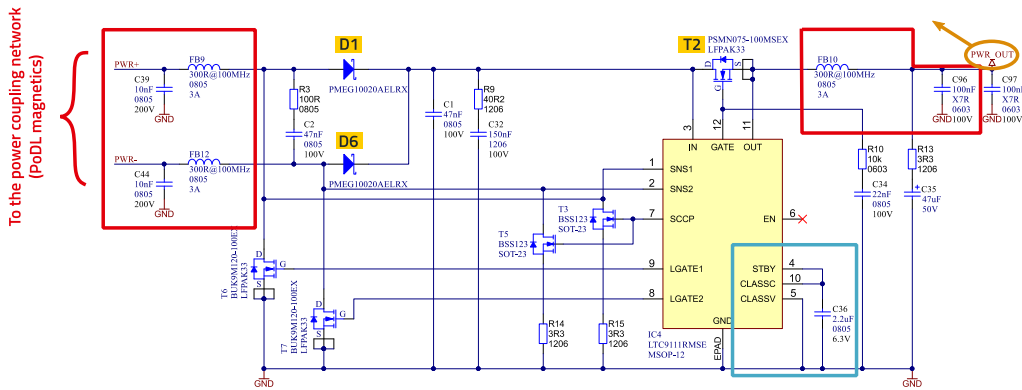 To the power coupling network
(PoDL magnetics)
PWR+
C39
10nF
0805
200V
GND
FB9
300R@100MHz
0805
3A
PWR-
C44
10nF
0805
200V
GND
FB12
300R@100MHz
0805
3A
D1
PMEG10020AELRX
R3
100R
0805
C2
47nF
0805
100V
D6
PMEG10020AELRX
C1
47nF
0805
100V
R9
40R2
1206
C32
150nF
1206
100V
T2
PSMN075-100MSEX
LFPAK33
D
S
G
FB10
300R@100MHz
0805
3A
PWR_OUT
C96
100nF
X7R
0603
100V
GND
C97
100nF
X7R
0603
100V
GND
3
12
11
IN
GATE
OUT
1
SNS1
2
SNS2
7
SCCP
9
LGATE1
8
LGATE2
EN
6
STBY
4
CLASSC
10
CLASSV
5
GND
EPAD
IC4
LTC9111RMSE
MSOP-12
R10
10k
0603
C34
22nF
0805
100V
R13
3R3
1206
C35
47uF
50V
C36
2.2uF
0805
6.3V
T3
BSS123
SOT-23
T5
BSS123
SOT-23
R14
3R3
1206
R15
3R3
1206
T6
BUK9M120-100EX
LFPAK33
D
G
S
T7
BUK9M120-100EX
LFPAK33
D
G
S
GND
GND